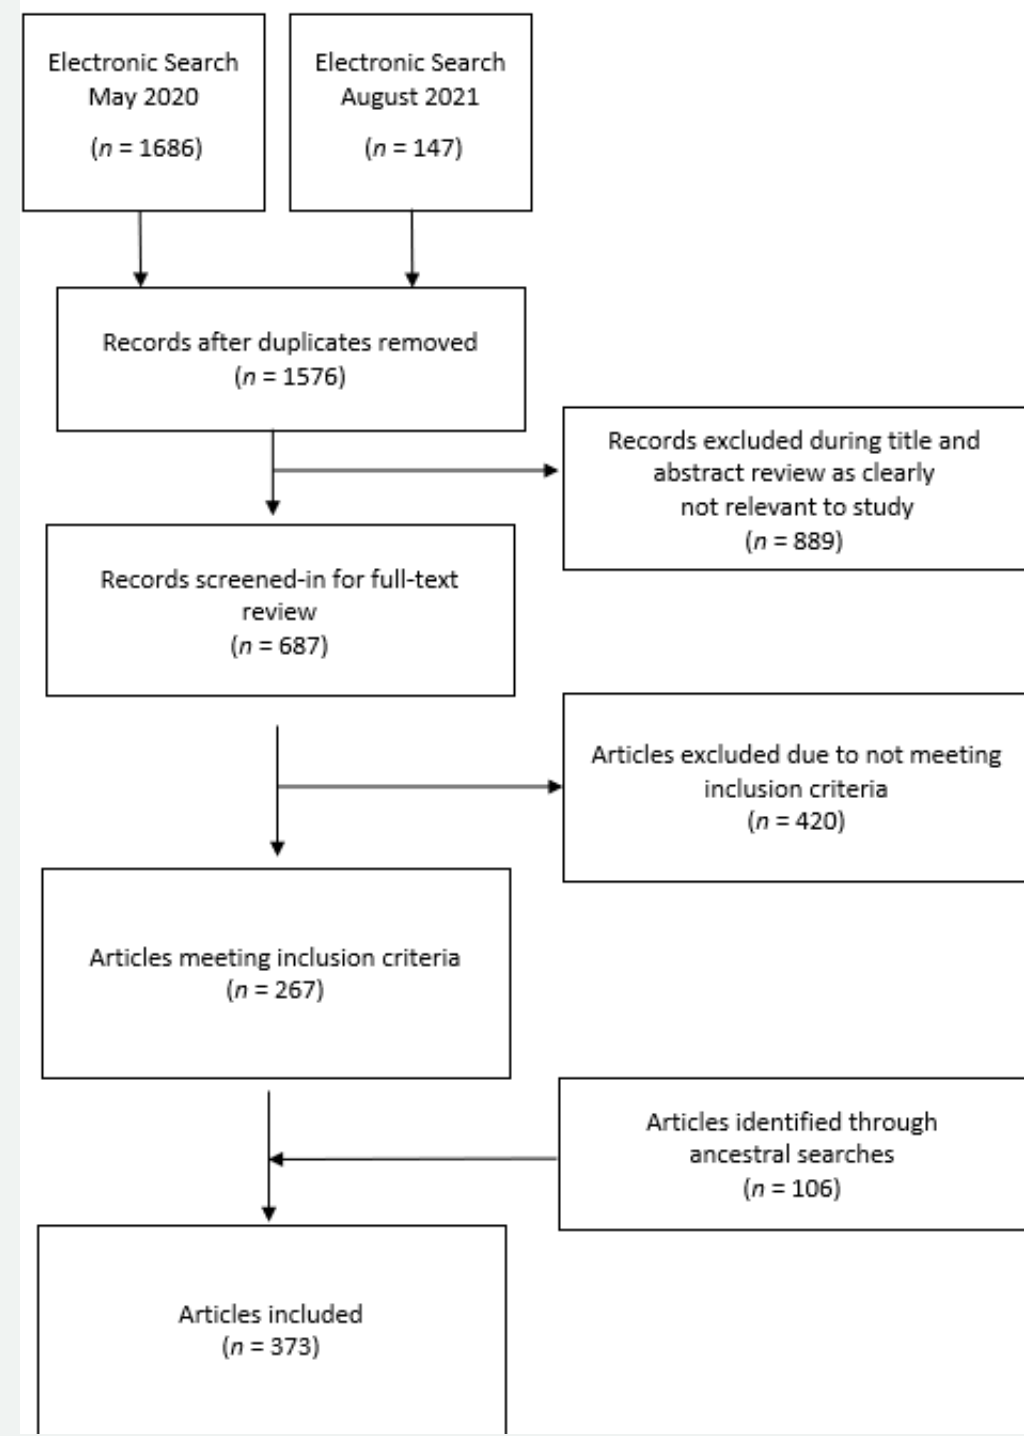 Electronic Search
May 2020
(n = 1686)
Electronic Search
August 2021
(n = 147)
Records after duplicates removed
(n = 1576)
Records excluded during title and
abstract review as clearly
not relevant to study
(n = 889)
Records screened-in for full-text
review
(n = 687)
Articles excluded due to not meeting
inclusion criteria
(n = 420)
Articles meeting inclusion criteria
(n = 267)
Articles identified through
ancestral searches
(n = 106)
Articles included
(n = 373)